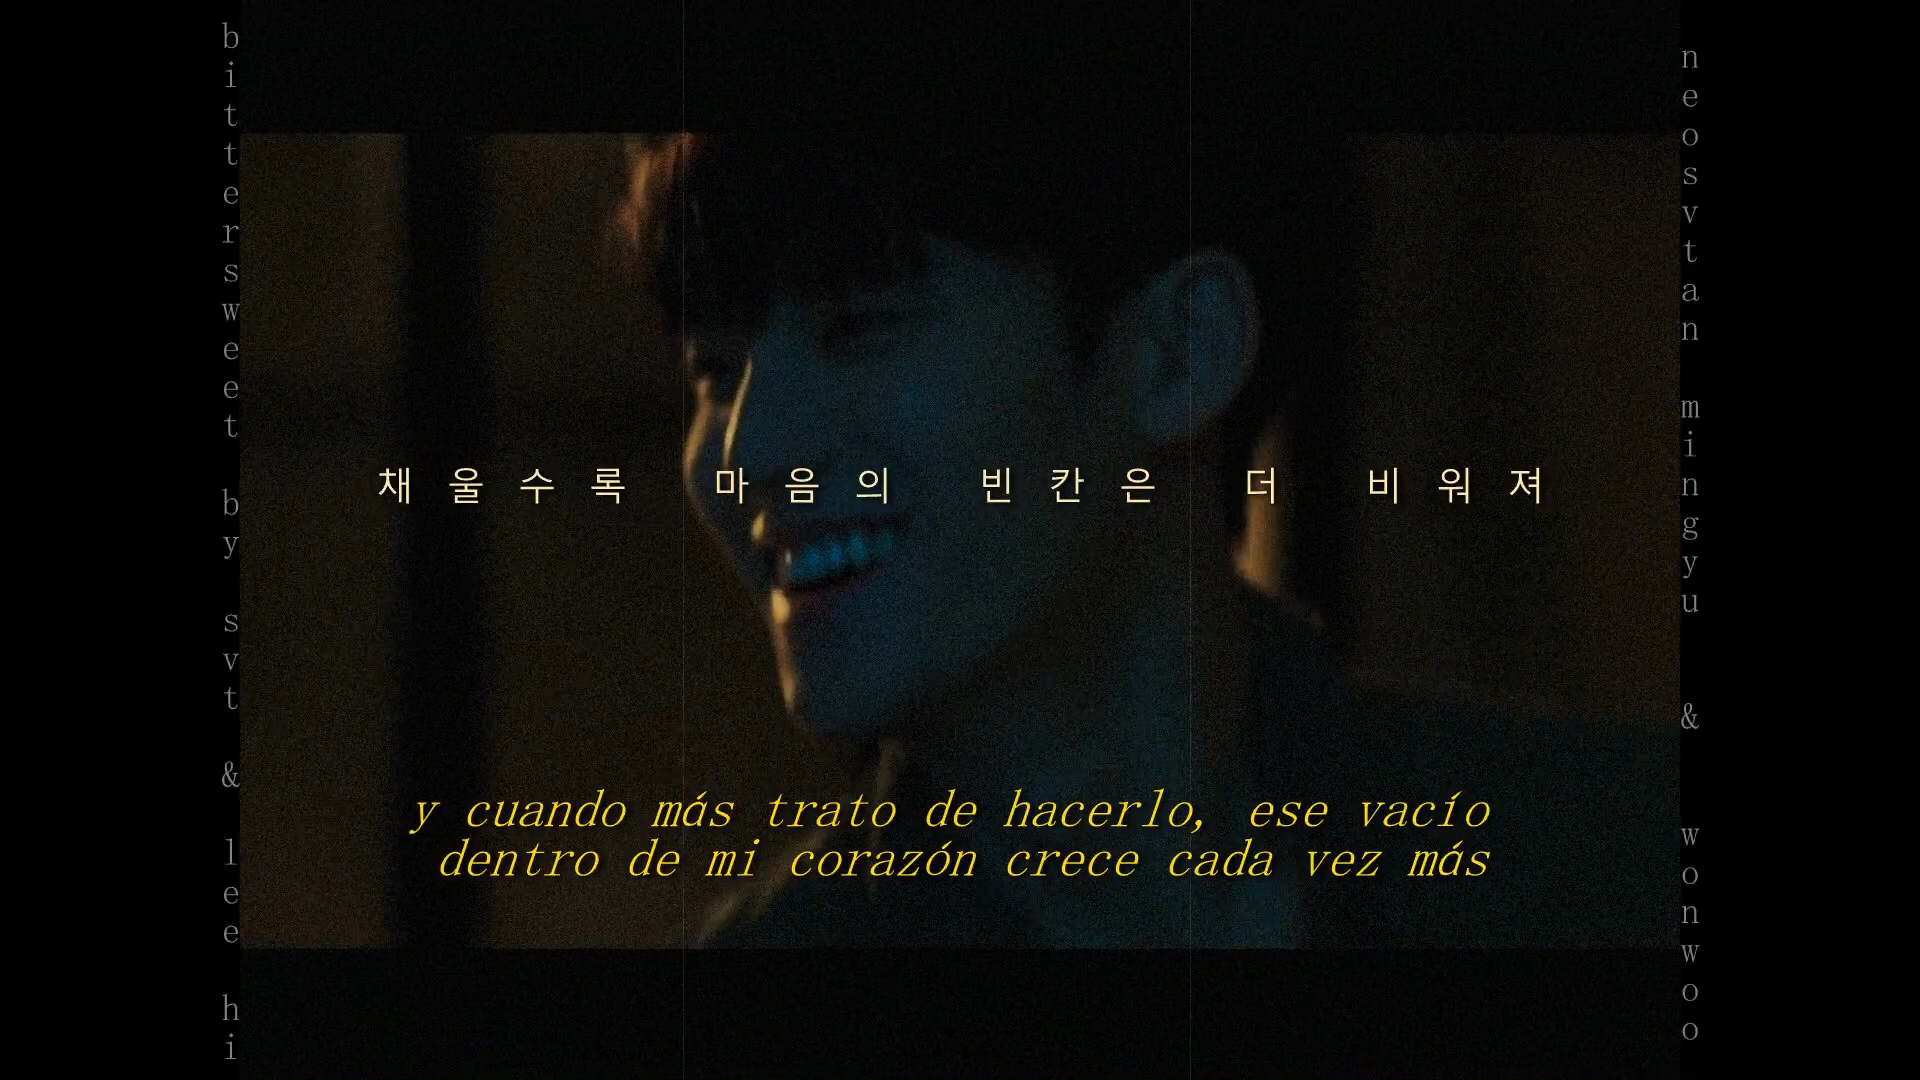 bittersweet by svt & lee hi
채울수록 마음의 빈칸은 더 비워져
y cuando más trato de hacerlo, ese vacío
dentro de mi corazón crece cada vez más
neosvtan mingyu & wonwoo